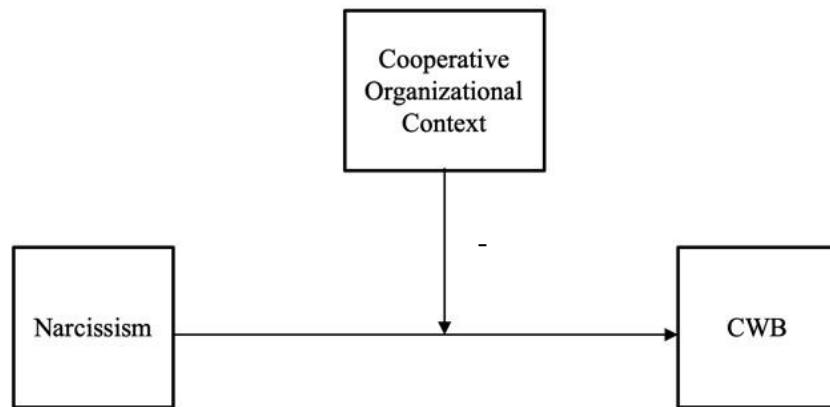 Cooperative
Organizational
Context
-
Narcissism
CWB